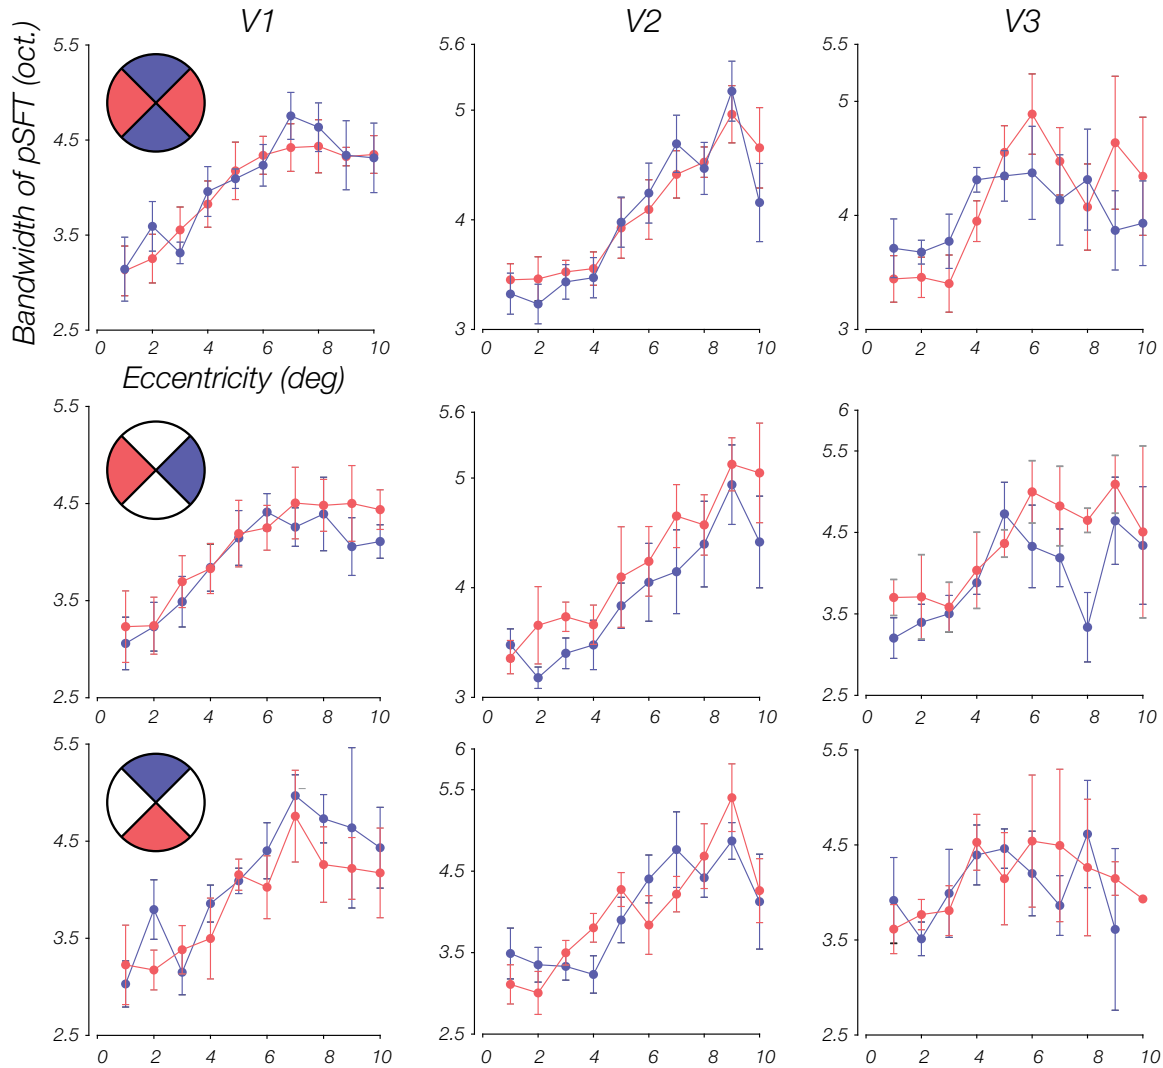 V1 V2 V3
Bandwidth of pSFT (oct.)
5.5 5.6 5.5
5 5
4.5
4 4
3.5
2.5 3 3
0 2 4 6 8 10 0 2 4 6 8 10 0 2 4 6 8 10
Eccentricity (deg)
5.5 5.6 6
5 5.5
4.5 4.5
4
3.5 3.5
2.5 3 2.5
0 2 4 6 8 10 0 2 4 6 8 10 0 2 4 6 8 10
5.5 6 5.5
4.5 4.5 4.5
3.5 3.5 3.5
2.5 2.5 2.5
0 2 4 6 8 10 0 2 4 6 8 10 0 2 4 6 8 10